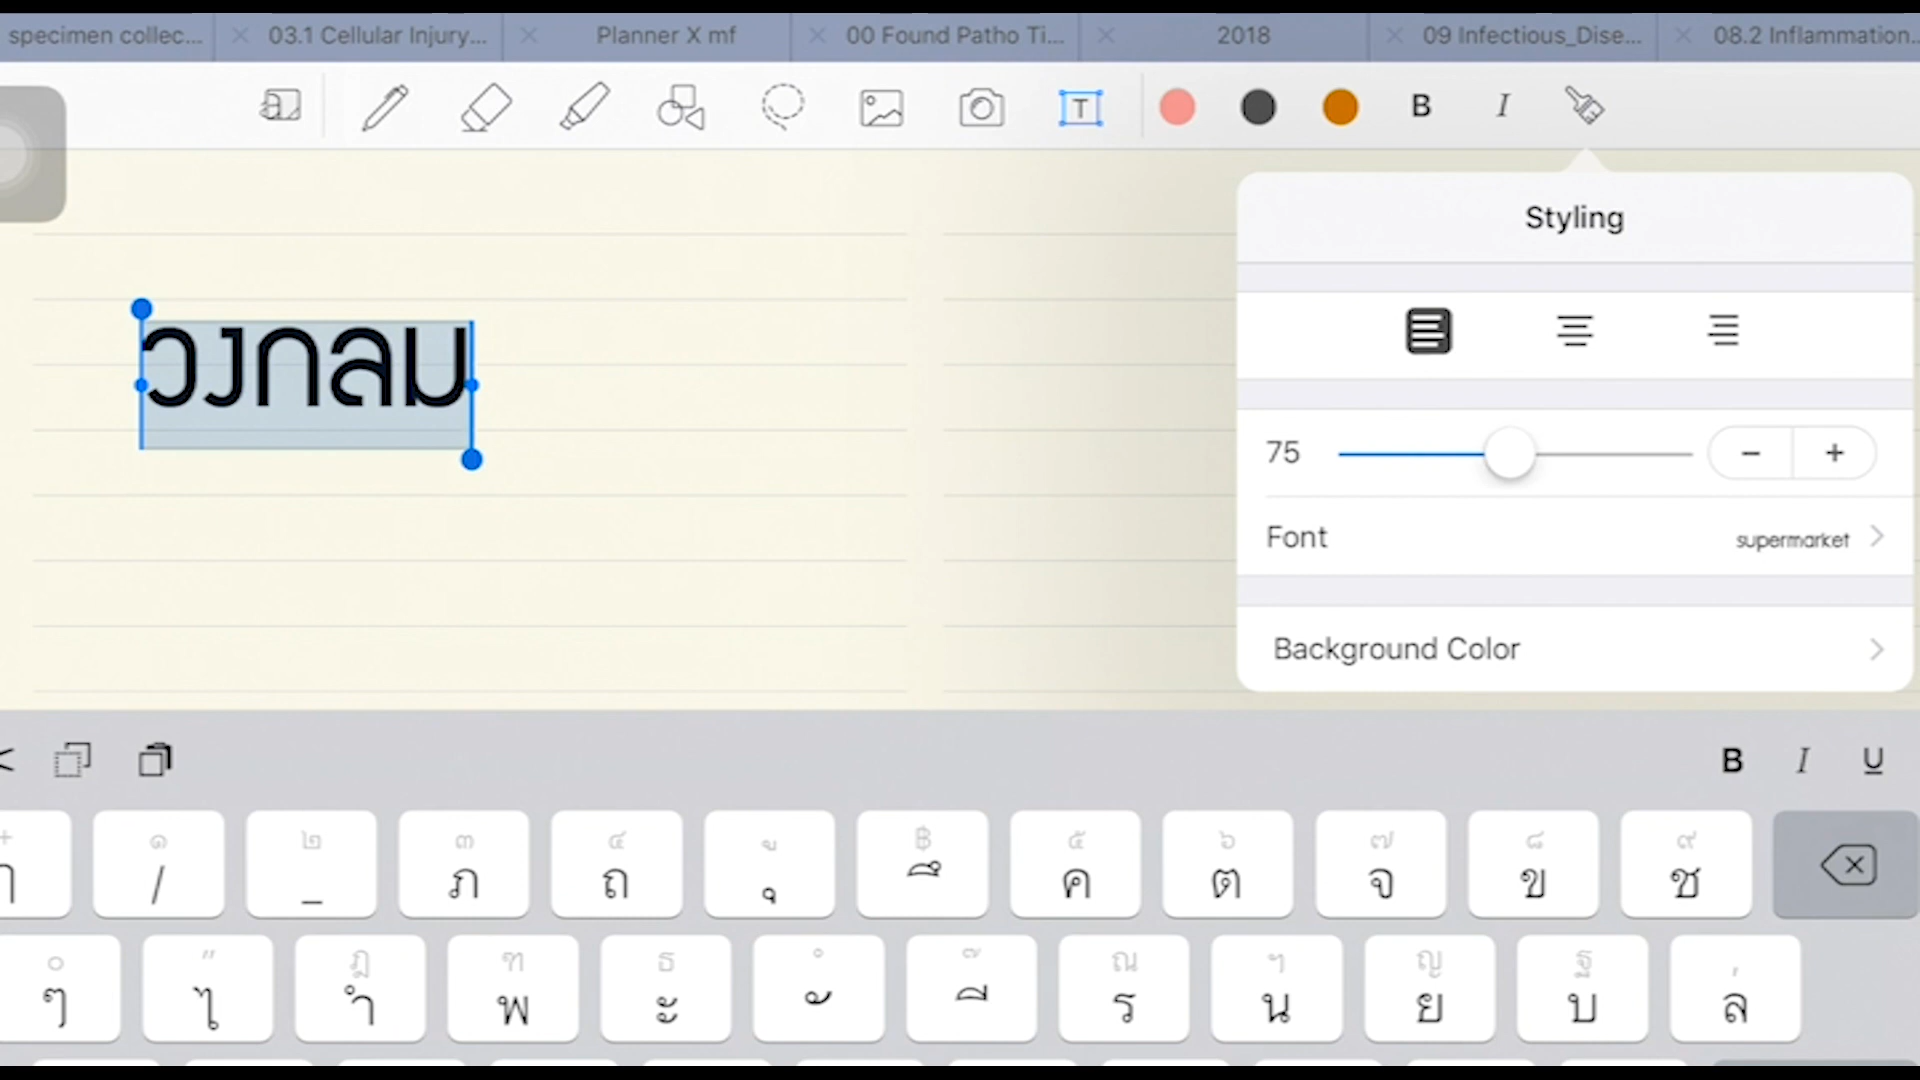 specimen collec...
03.1 Cellular Injury...
Planner X mf
00 Found Patho Ti...
2018
09 Infectious_Dise...
08.2 Inflammation...
a
T
B I
Styling
วงกลม
75
- +
Font supermarket
Background Color
B I U
+ ๑ ๒ ๓ ๔ ู ฿ ๕ ๖ ๗ ๘ ๙
/ _ ภ ถ ุ ึ ค ต จ ข ช
๐ " ฎ ฑ ธ ํ ๊ ณ ฯ ญ ฐ ,
ๆ ไ ำ พ ะ ั ี ร น ย บ ล